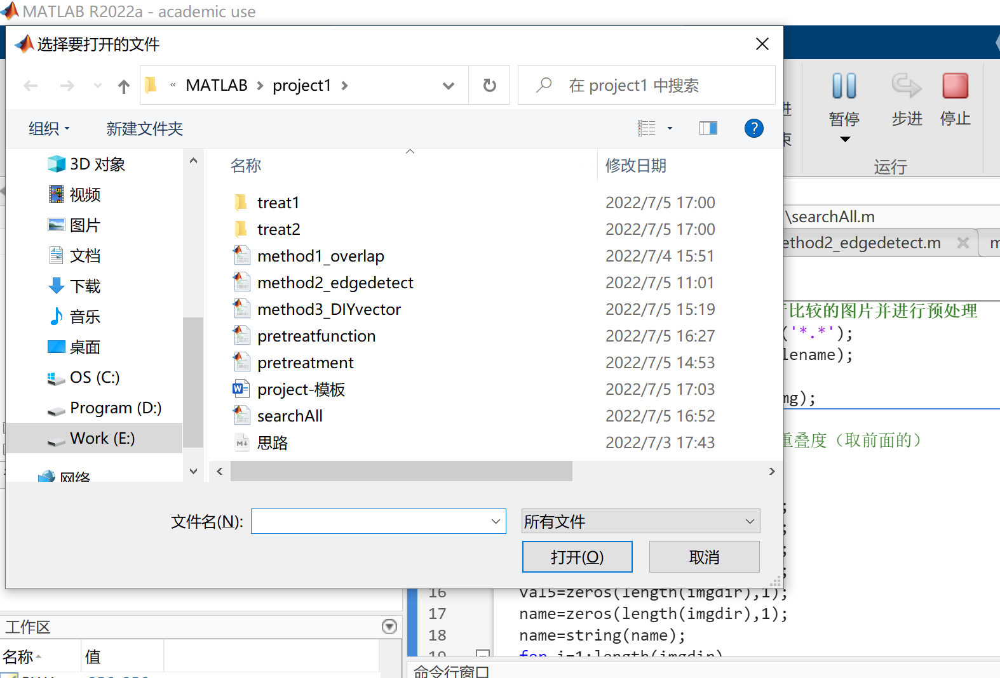 MATLAB R2022a - academic use
选择要打开的文件
« MATLAB > project1 >
在 project1 中搜索
组织
新建文件夹
暂停
步进
停止
运行
3D 对象
视频
图片
文档
下载
音乐
桌面
OS (C:)
Program (D:)
Work (E:)
网络
名称 修改日期
treat1 2022/7/5 17:00
treat2 2022/7/5 17:00
method1_overlap 2022/7/4 15:51
method2_edgedetect 2022/7/5 11:01
method3_DIYvector 2022/7/5 15:19
pretreatfunction 2022/7/5 16:27
pretreatment 2022/7/5 14:53
project-模板 2022/7/5 17:03
searchAll 2022/7/5 16:52
思路 2022/7/3 17:43
文件名(N):
所有文件
打开(O)
取消
\searchAll.m
ethod2_edgedetect.m
比较的图片并进行预处理
('*.*');
lename);
mg);
重叠度（取前面的）
;
;
;
;
16 val5=zeros(length(imgdir),1);
17 name=zeros(length(imgdir),1);
18 name=string(name);
19 for i=1:length(imgdir)
工作区
名称 值
命令行窗口